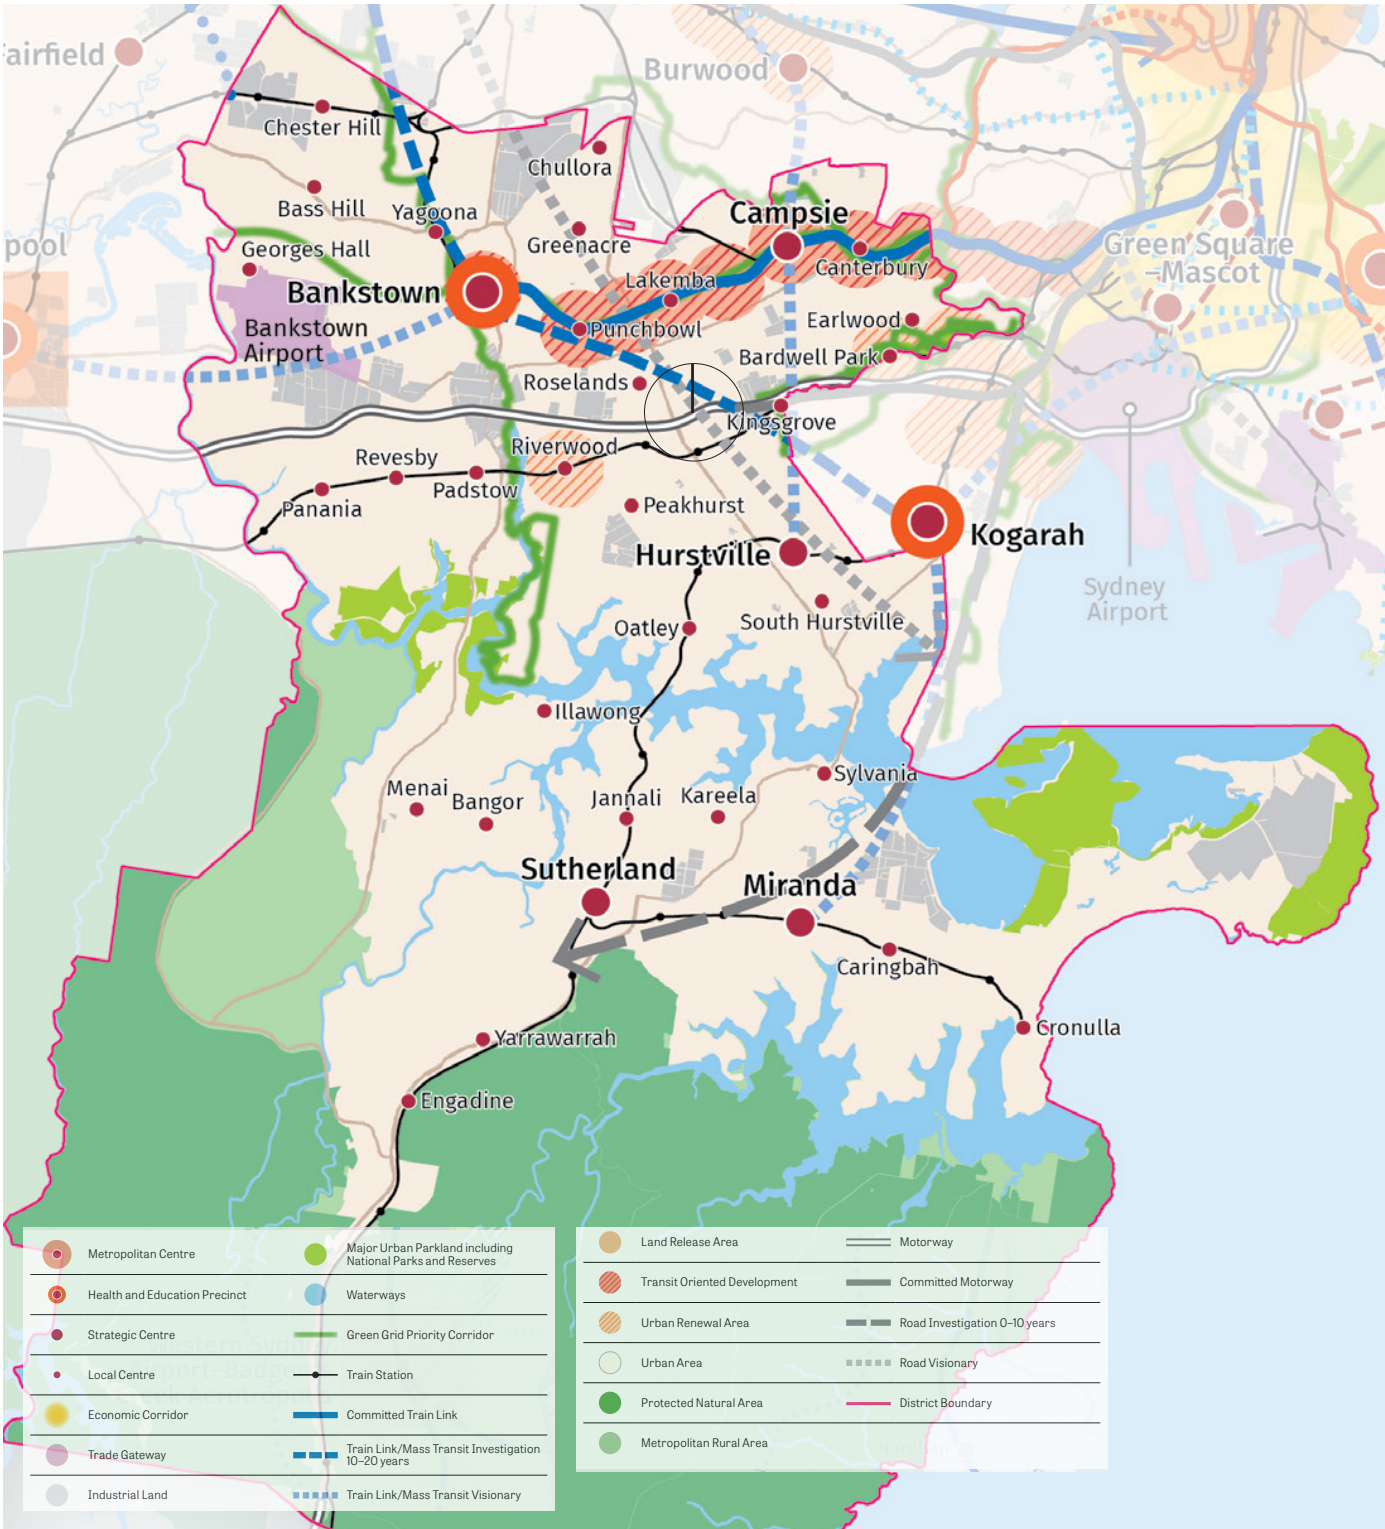 Fairfield
Burwood
Chester Hill
Chullora
Bass Hill
Yagoona
Campsie
Greenacre
Georges Hall
pool
Green Square
–Mascot
Canterbury
Lakemba
Bankstown
Earlwood
Punchbowl
Bankstown
Airport
Bardwell Park
Roselands
Kingsgrove
Riverwood
Revesby
Padstow
Panania
Peakhurst
Kogarah
Hurstville
Sydney
Airport
South Hurstville
Oatley
Illawong
Sylvania
Menai
Bangor
Jannali
Kareela
Sutherland
Miranda
Caringbah
Cronulla
Yarrawarrah
Engadine
Metropolitan Centre
Health and Education Precinct
Strategic Centre
Local Centre
Economic Corridor
Trade Gateway
Industrial Land
Major Urban Parkland including
National Parks and Reserves
Waterways
Green Grid Priority Corridor
Train Station
Committed Train Link
Train Link/Mass Transit Investigation
10–20 years
Train Link/Mass Transit Visionary
Land Release Area
Transit Oriented Development
Urban Renewal Area
Urban Area
Protected Natural Area
Metropolitan Rural Area
Motorway
Committed Motorway
Road Investigation 0–10 years
Road Visionary
District Boundary